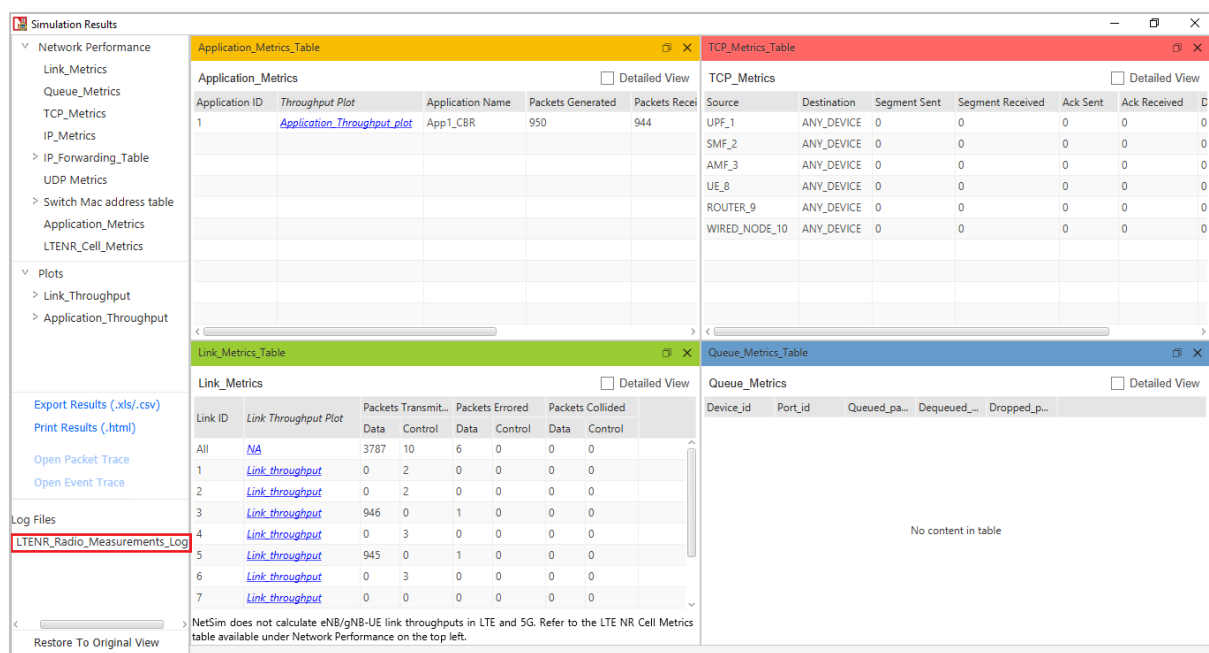 Simulation Results
Network Performance
Link_Metrics
Queue_Metrics
TCP_Metrics
IP_Metrics
IP_Forwarding_Table
UDP Metrics
Switch Mac address table
Application_Metrics
LTENR_Cell_Metrics
Plots
Link_Throughput
Application_Throughput
Export Results (.xls/.csv)
Print Results (.html)
Open Packet Trace
Open Event Trace
Log Files
LTENR_Radio_Measurements_Log
Restore To Original View
Application_Metrics_Table
Application_Metrics Detailed View
Application ID Throughput Plot Application Name Packets Generated Packets Recei
1 Application_Throughput_plot App1_CBR 950 944
TCP_Metrics_Table
TCP_Metrics Detailed View
Source Destination Segment Sent Segment Received Ack Sent Ack Received D
UPF_1 ANY_DEVICE 0 0 0 0 0
SMF_2 ANY_DEVICE 0 0 0 0 0
AMF_3 ANY_DEVICE 0 0 0 0 0
UE_8 ANY_DEVICE 0 0 0 0 0
ROUTER_9 ANY_DEVICE 0 0 0 0 0
WIRED_NODE_10 ANY_DEVICE 0 0 0 0 0
Link_Metrics_Table
Link_Metrics Detailed View
Link ID Link Throughput Plot Packets Transmit... Packets Errored Packets Collided
Data Control Data Control Data Control
All NA 3787 10 6 0 0 0
1 Link_throughput 0 2 0 0 0 0
2 Link_throughput 0 2 0 0 0 0
3 Link_throughput 946 0 1 0 0 0
4 Link_throughput 0 3 0 0 0 0
5 Link_throughput 945 0 1 0 0 0
6 Link_throughput 0 3 0 0 0 0
7 Link_throughput 0 0 0 0 0 0
NetSim does not calculate eNB/gNB-UE link throughputs in LTE and 5G. Refer to the LTE NR Cell Metrics
table available under Network Performance on the top left.
Queue_Metrics_Table
Queue_Metrics Detailed View
Device_id Port_id Queued_pa... Dequeued_... Dropped_p...
No content in table